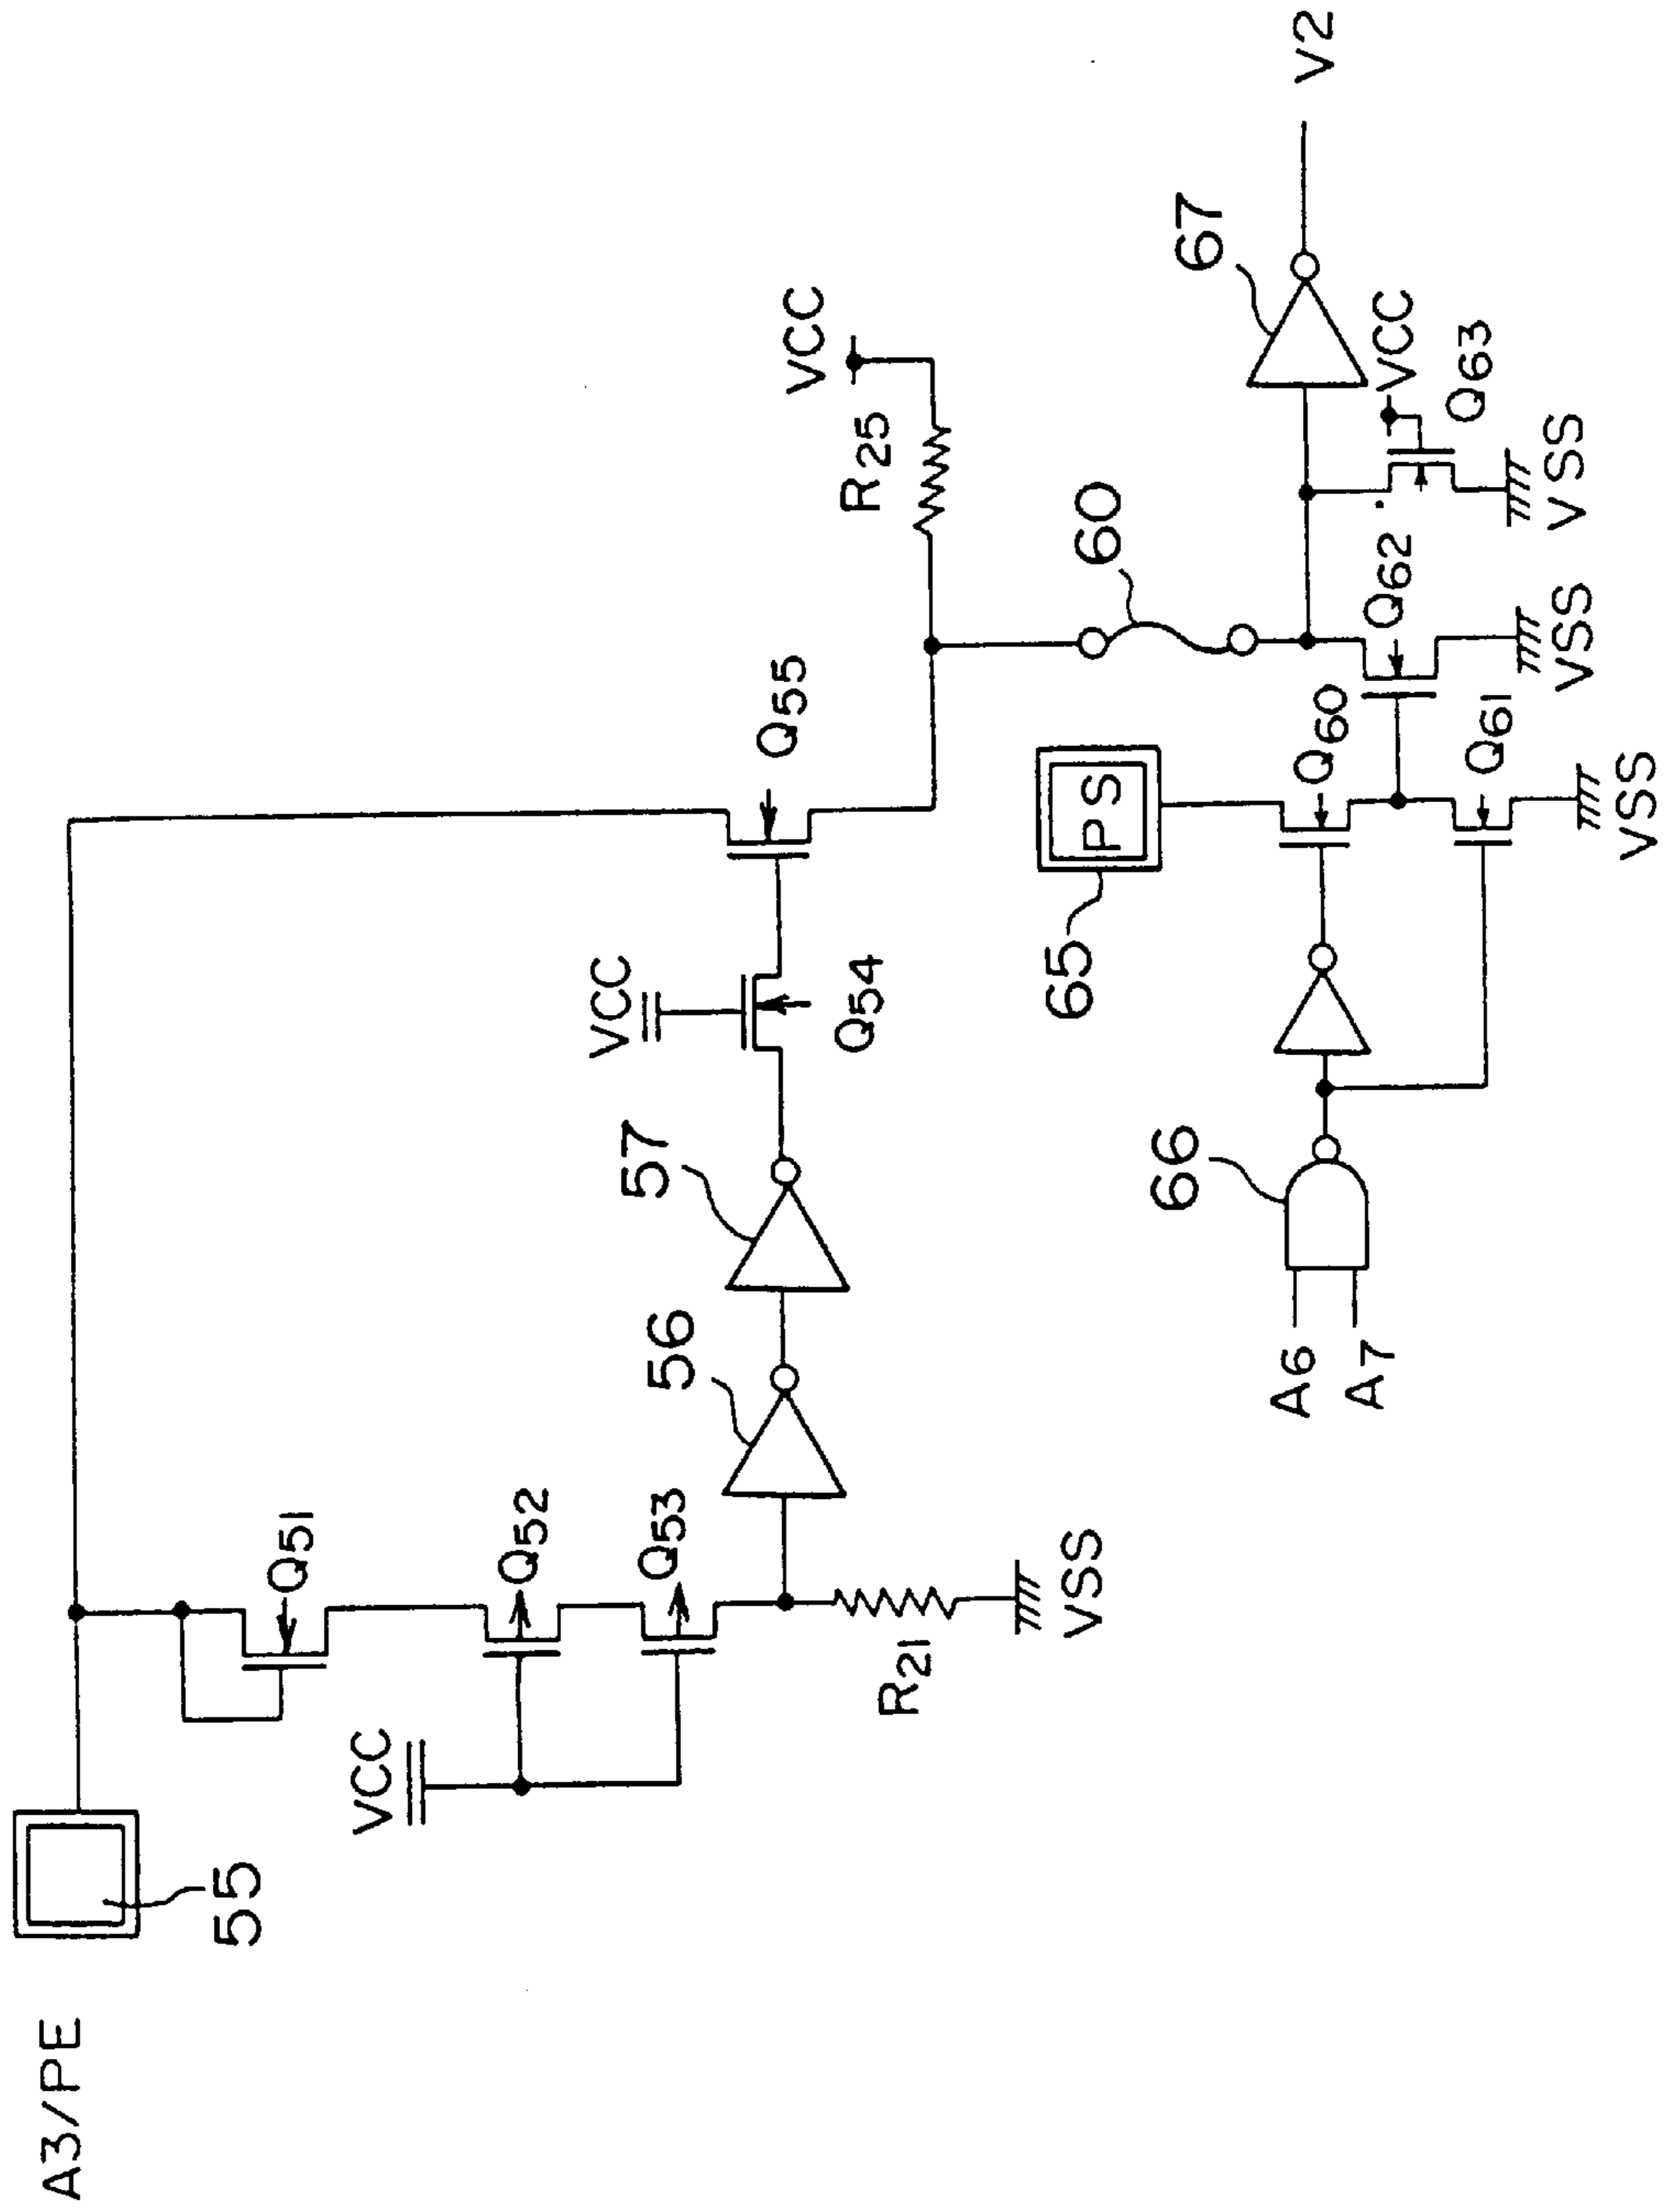 A3/PE
55
Q51
VCC
Q52
Q53
R21
VSS
56
57
VCC
Q54
Q55
VCC
R25
60
65
PS
A6
A7
66
Q60
Q61
VSS
Q62
VSS
67
VCC
Q63
VSS
V2